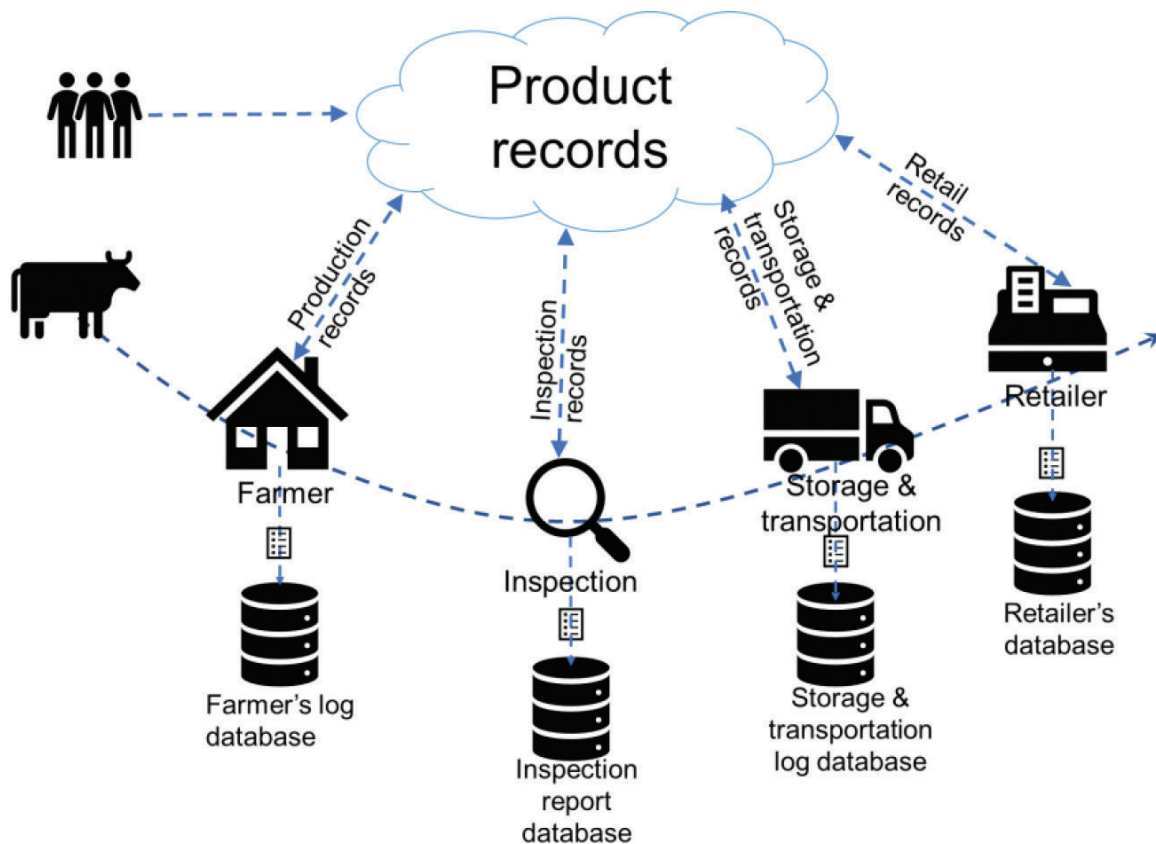 Product
records
Production
records
Inspection
records
Storage &
transportation
records
Retail
records
Farmer
Inspection
Storage &
transportation
Retailer
Farmer’s log
database
Inspection
report
database
Storage &
transportation
log database
Retailer’s
database